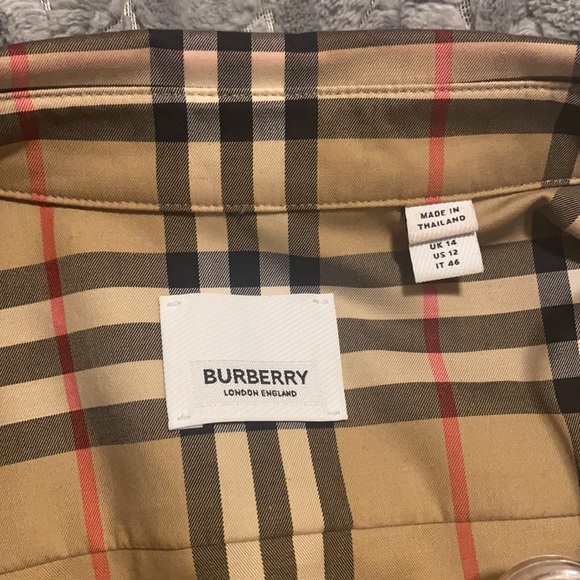 MADE IN
THAILAND
UK 14
US 12
IT 46
BURBERRY
LONDON ENGLAND